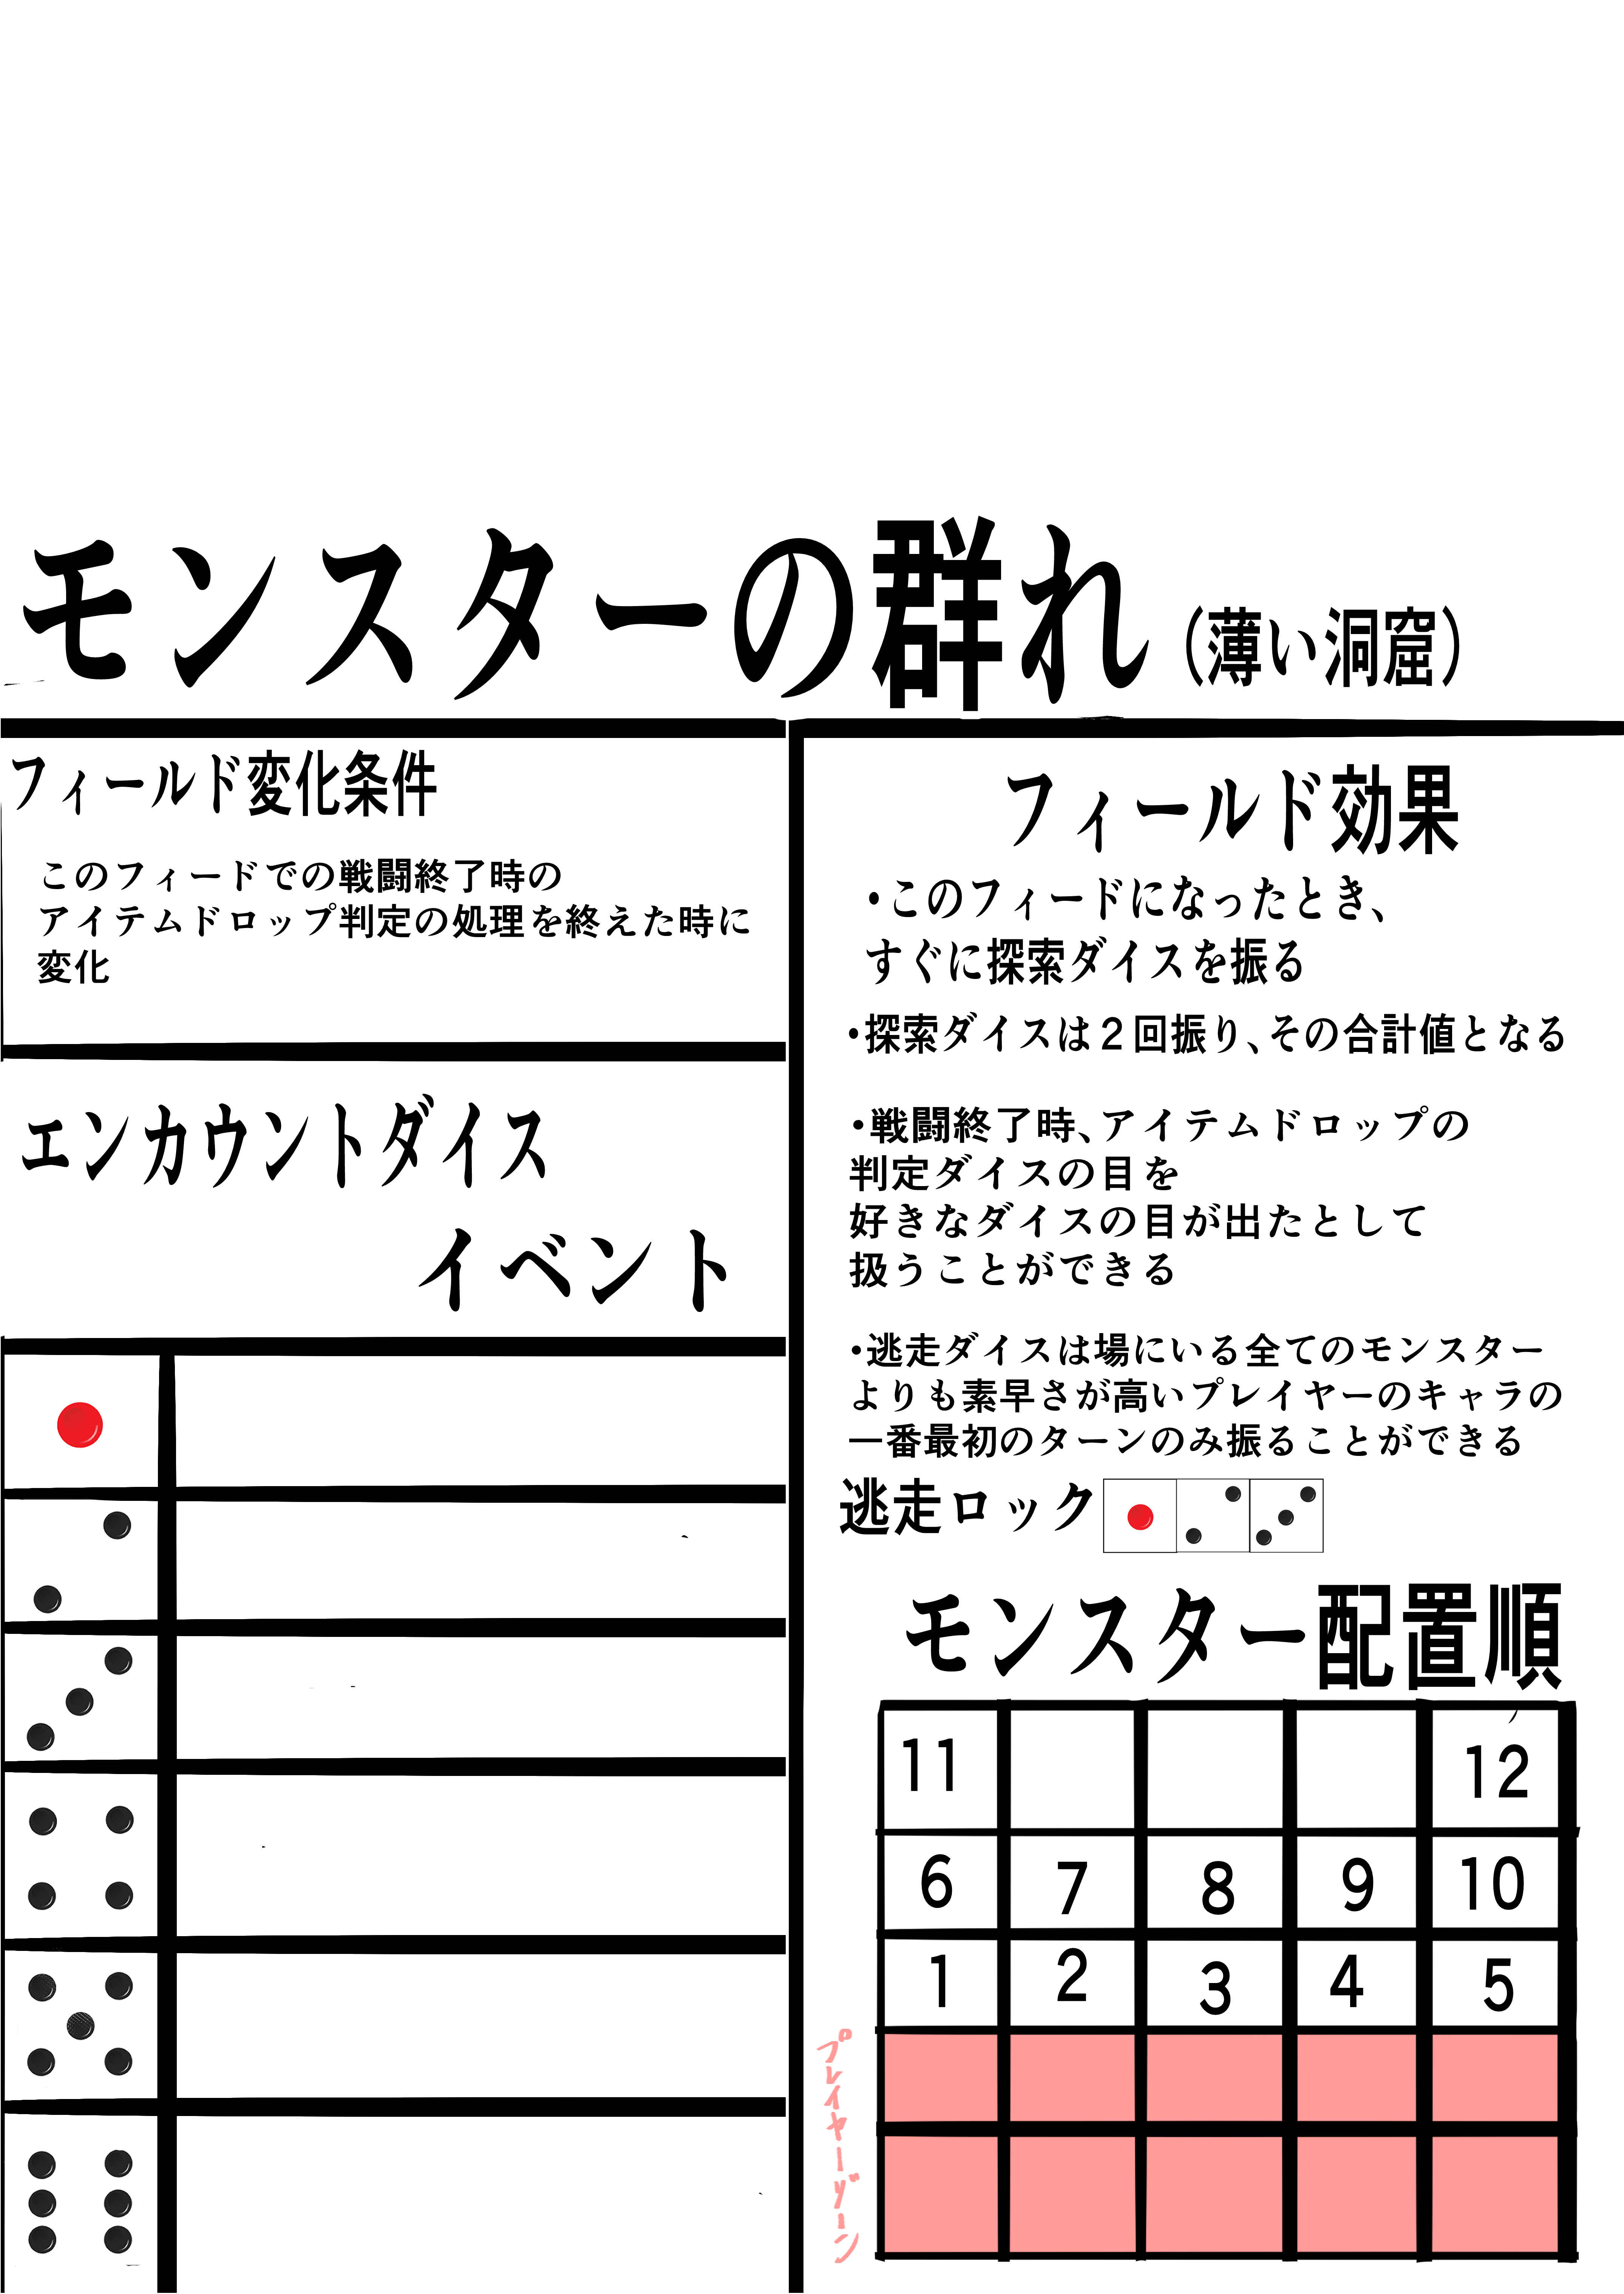 モンスターの群れ（薄い洞窟）
フィールド変化条件
このフィードでの戦闘終了時の
アイテムドロップ判定の処理を終えた時に
変化
エンカウントダイス
イベント
フィールド効果
・このフィードになったとき、
すぐに探索ダイスを振る
・探索ダイスは２回振り、その合計値となる
・戦闘終了時、アイテムドロップの
判定ダイスの目を
好きなダイスの目が出たとして
扱うことができる
・逃走ダイスは場にいる全てのモンスター
よりも素早さが高いプレイヤーのキャラの
一番最初のターンのみ振ることができる
逃走ロック
モンスター配置順
11 12
6 7 8 9 10
1 2 3 4 5
プレイヤーゾーン